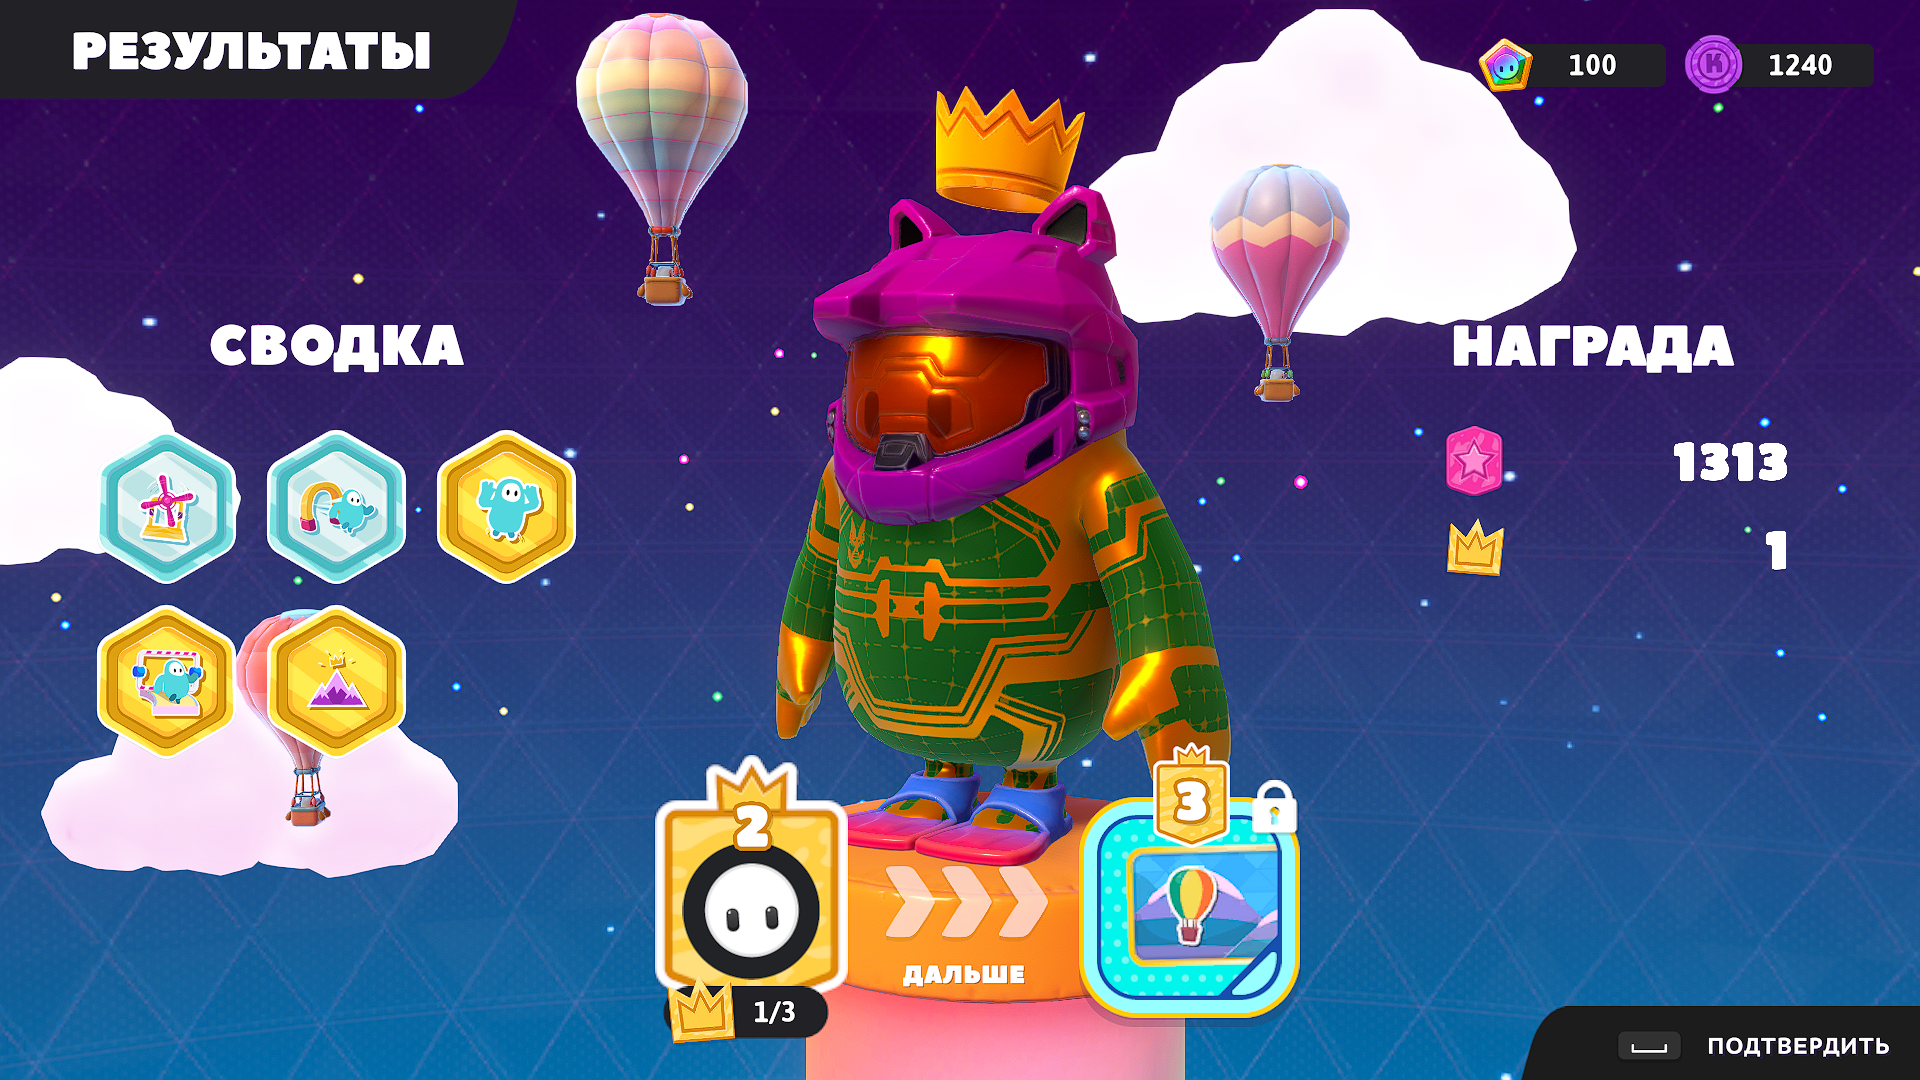 РЕЗУЛЬТАТЫ
100
K 1240
СВОДКА
НАГРАДА
1313
1
2
3
ДАЛЬШЕ
1/3
ПОДТВЕРДИТЬ